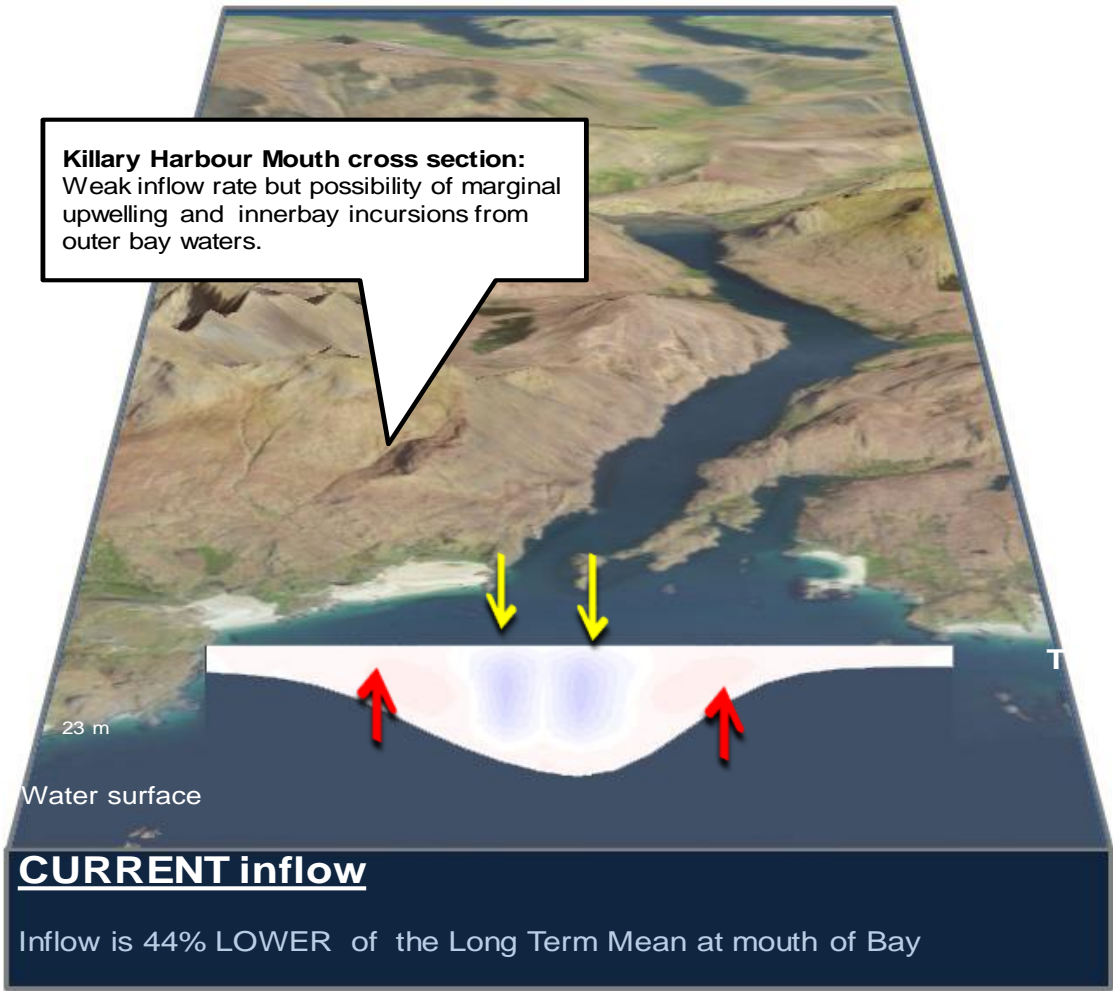 Killary Harbour Mouth cross section:
Weak inflow rate but possibility of marginal
upwelling and innerbay incursions from
outer bay waters.
T
23 m
Water surface
CURRENT inflow
Inflow is 44% LOWER of the Long Term Mean at mouth of Bay